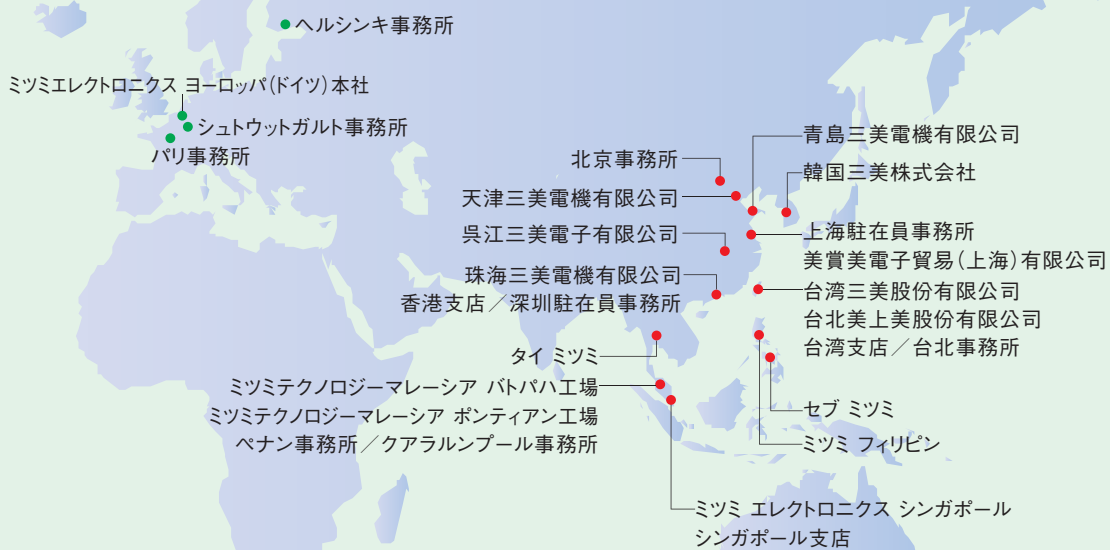 ヘルシンキ事務所
ミツミエレクトロニクス ヨーロッパ（ドイツ）本社
シュトウットガルト事務所
パリ事務所
北京事務所
天津三美電機有限公司
呉江三美電子有限公司
珠海三美電機有限公司
香港支店／深圳駐在員事務所
タイ ミツミ
ミツミテクノロジーマレーシア バトパハ工場
ミツミテクノロジーマレーシア ポンティアン工場
ペナン事務所／クアラルンプール事務所
青島三美電機有限公司
韓国三美株式会社
上海駐在員事務所
美賞美電子貿易（上海）有限公司
台湾三美股份有限公司
台北美上美股份有限公司
台湾支店／台北事務所
セブ ミツミ
ミツミ フィリピン
ミツミ エレクトロニクス シンガポール
シンガポール支店